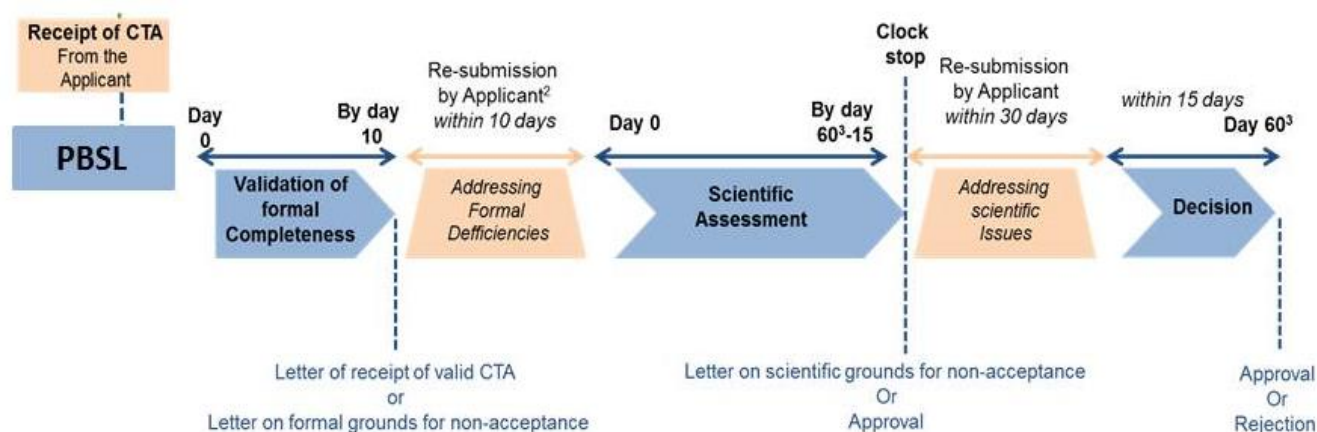 Receipt of CTA
From the
Applicant
PBSL
Day
0
By day
10
Validation of
formal
Completeness
Re-submission
by Applicant²
within 10 days
Addressing
Formal
Defficiencies
Day 0
By day
60³-15
Scientific
Assessment
Clock
stop
Re-submission
by Applicant
within 30 days
Addressing
scientific
Issues
within 15 days
Day 60³
Decision
Letter of receipt of valid CTA
or
Letter on formal grounds for non-acceptance
Letter on scientific grounds for non-acceptance
Or
Approval
Approval
Or
Rejection